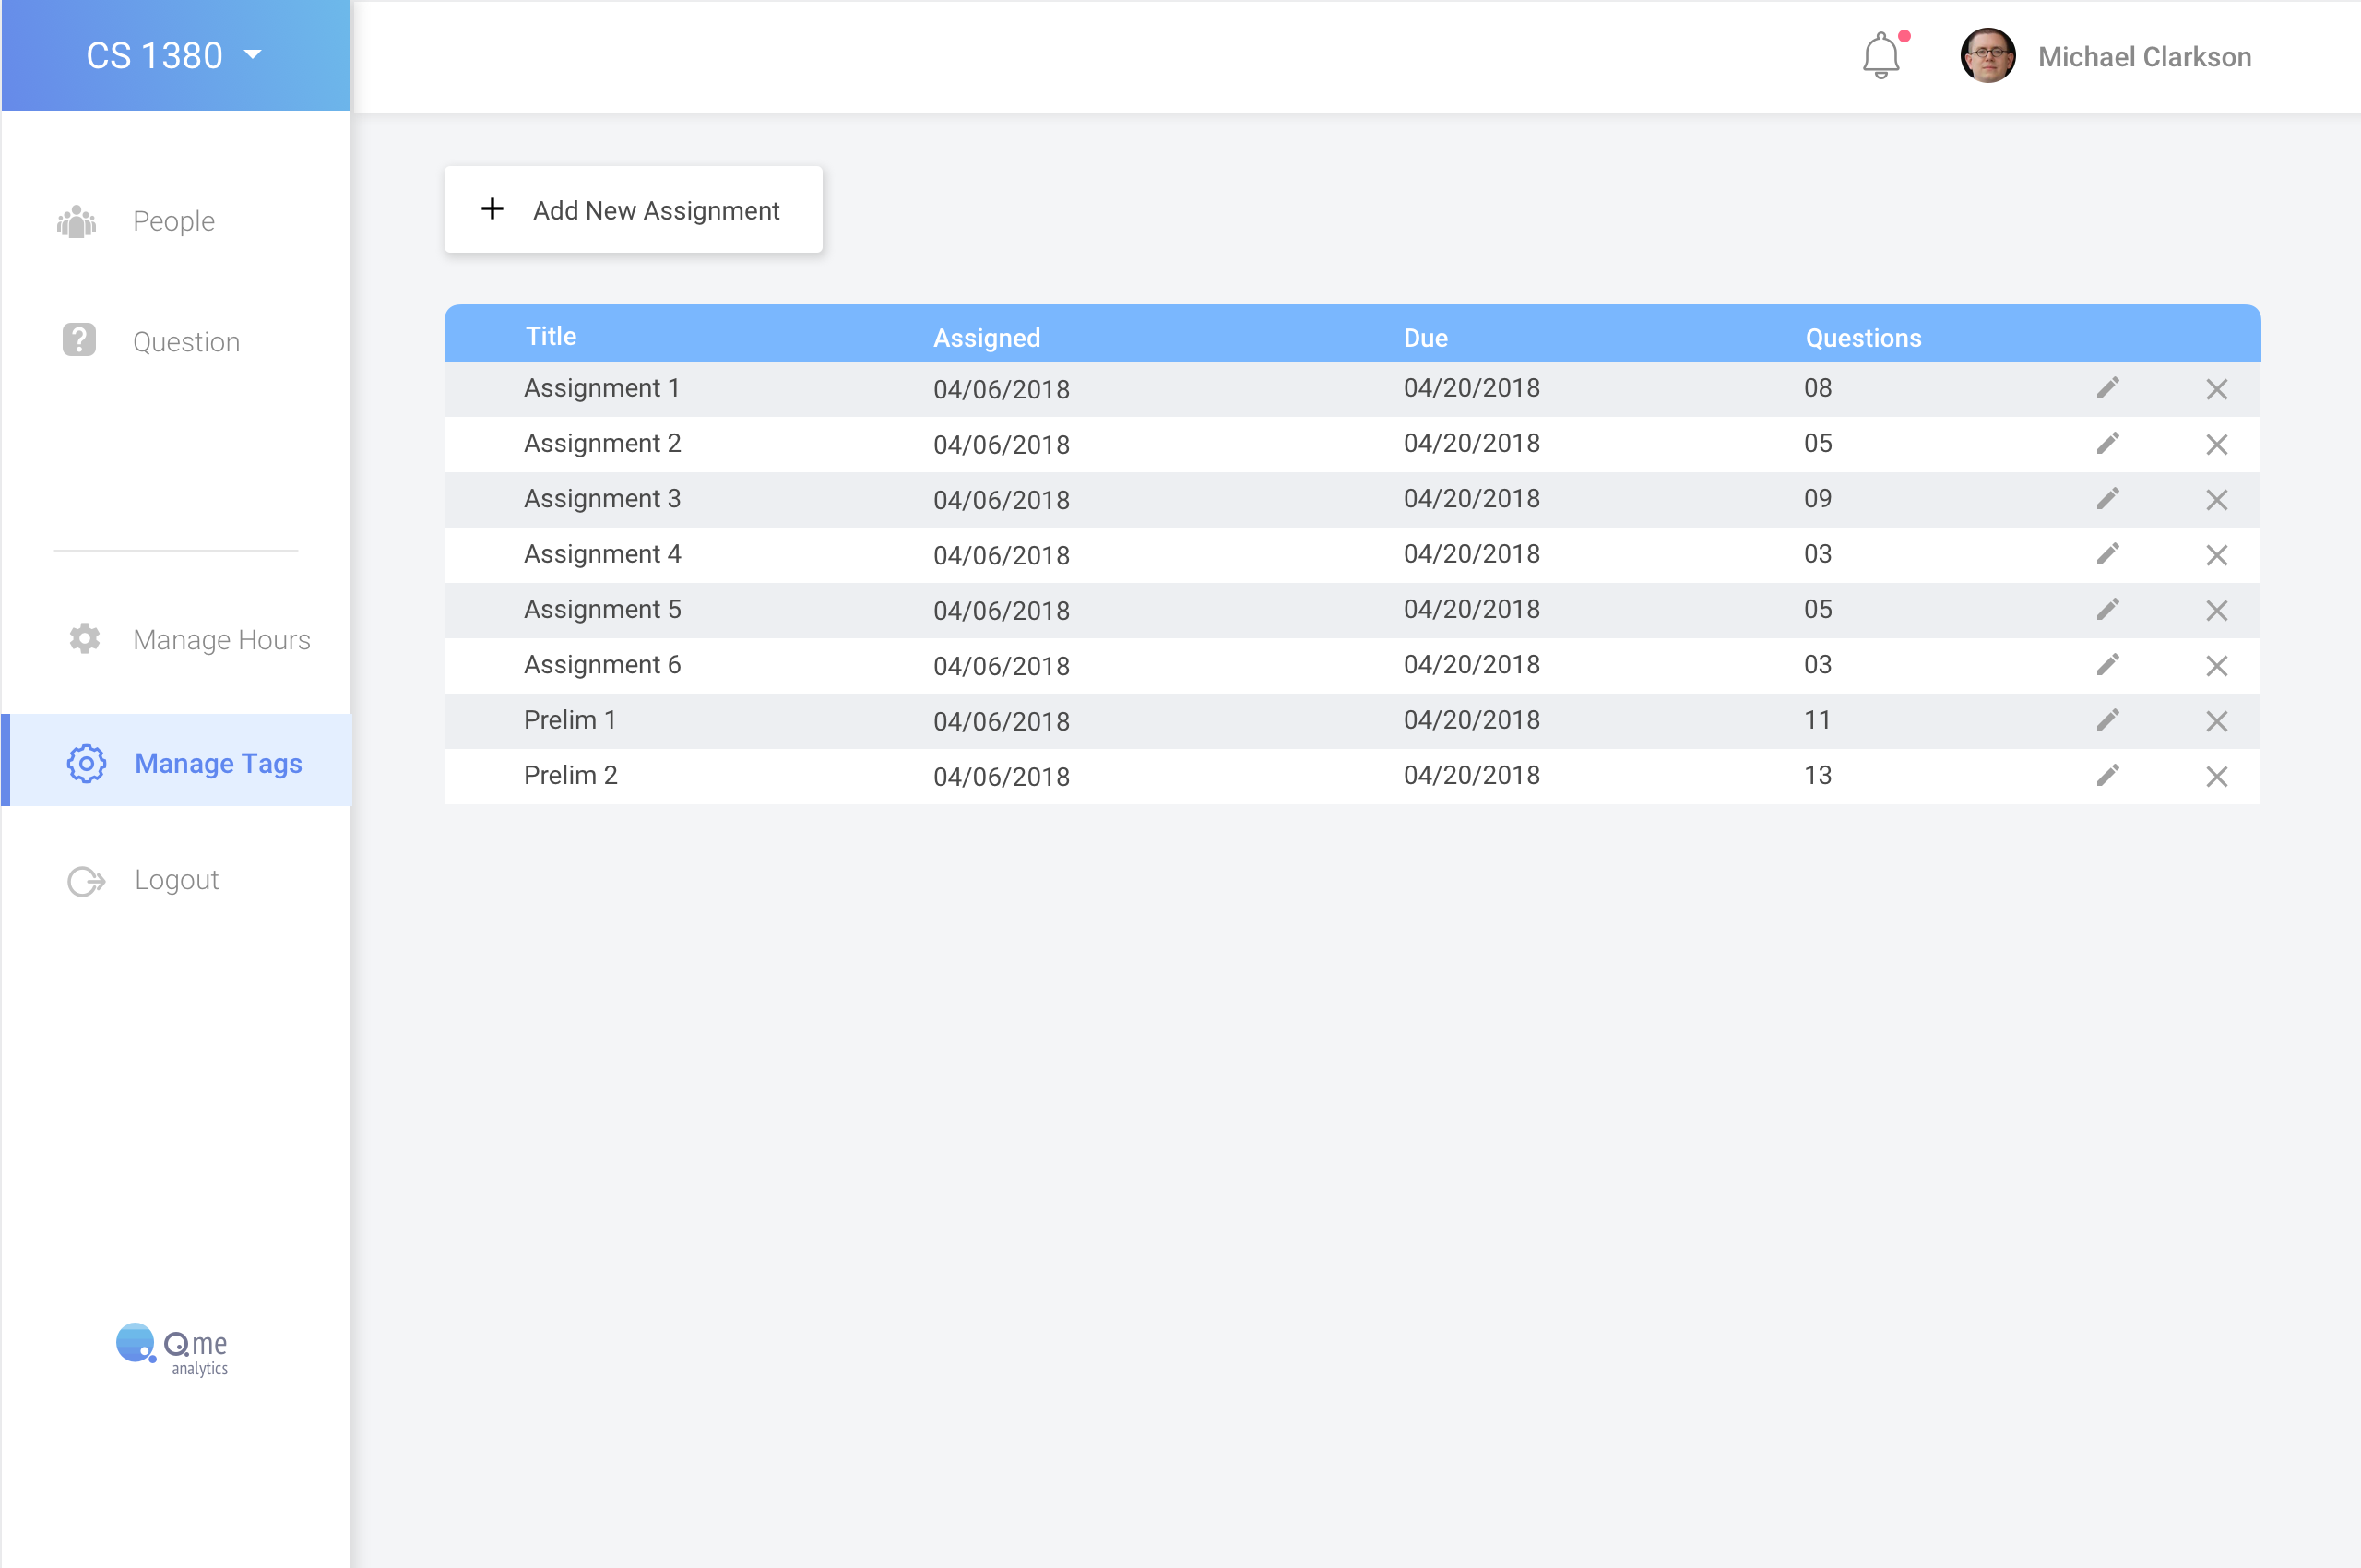 CS 1380
Michael Clarkson
People
Question
Manage Hours
Manage Tags
Logout
Qme
analytics
Add New Assignment
Title Assigned Due Questions
Assignment 1 04/06/2018 04/20/2018 08
Assignment 2 04/06/2018 04/20/2018 05
Assignment 3 04/06/2018 04/20/2018 09
Assignment 4 04/06/2018 04/20/2018 03
Assignment 5 04/06/2018 04/20/2018 05
Assignment 6 04/06/2018 04/20/2018 03
Prelim 1 04/06/2018 04/20/2018 11
Prelim 2 04/06/2018 04/20/2018 13